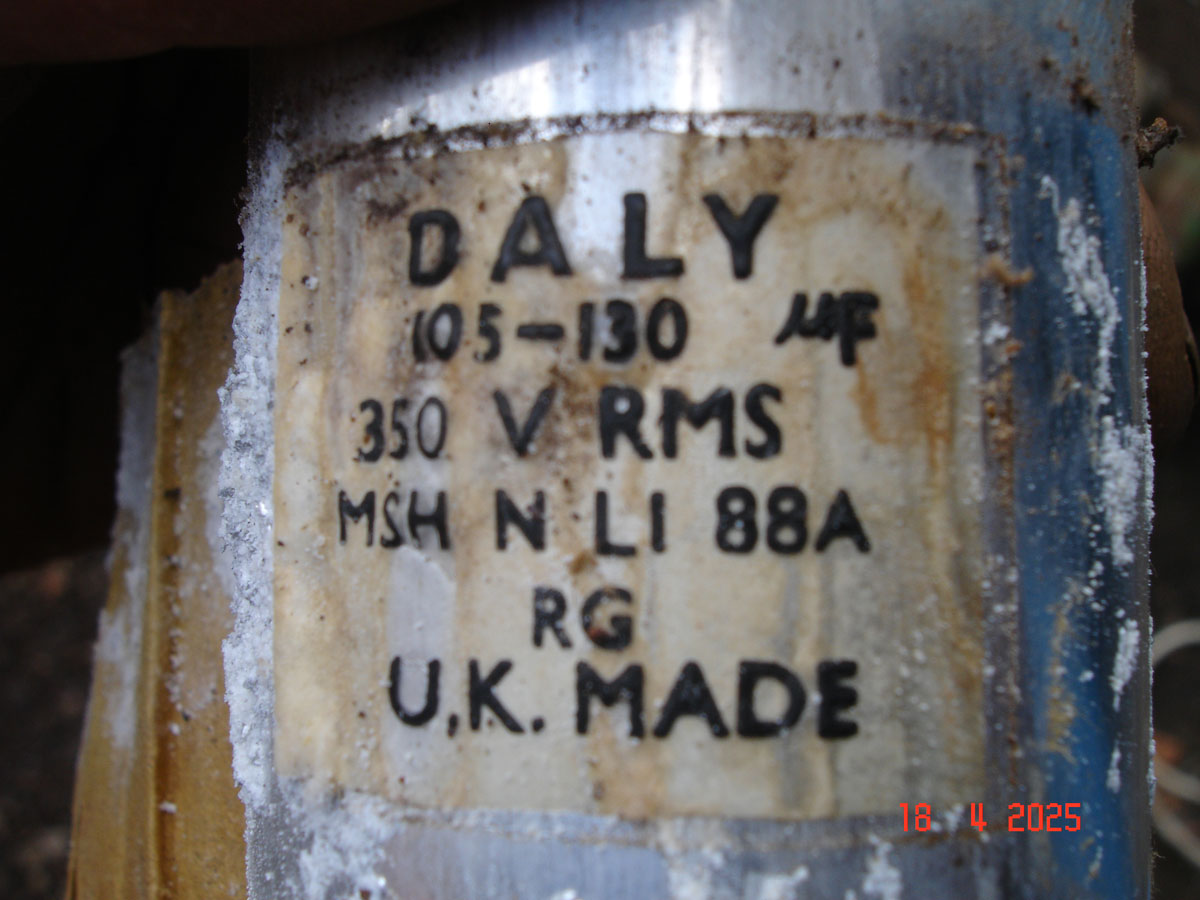 DALY
105-130 µF
350 V RMS
MSH N LI 88A
RG
U.K. MADE
18 4 2025